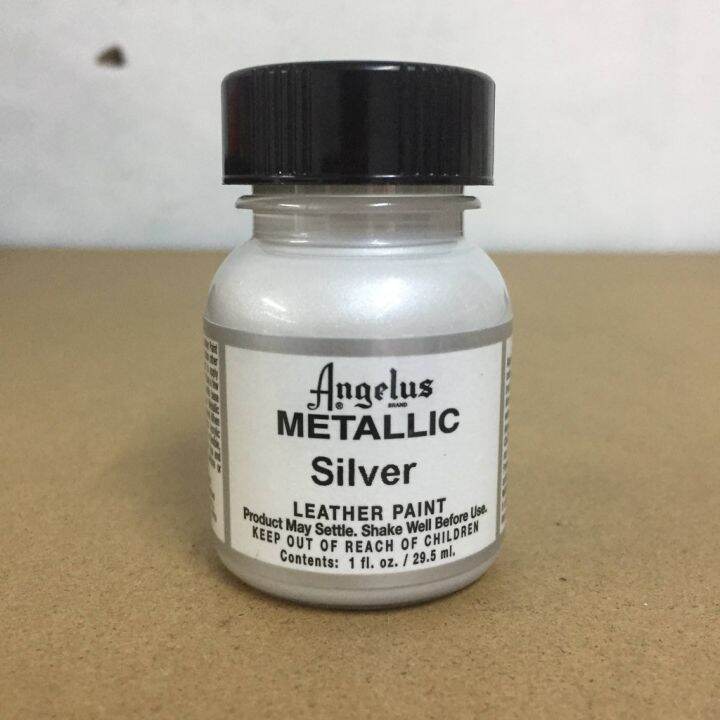 Angelus®
BRAND
METALLIC
Silver
LEATHER PAINT
Product May Settle. Shake Well Before Use.
KEEP OUT OF REACH OF CHILDREN
Contents: 1 fl. oz. / 29.5 ml.